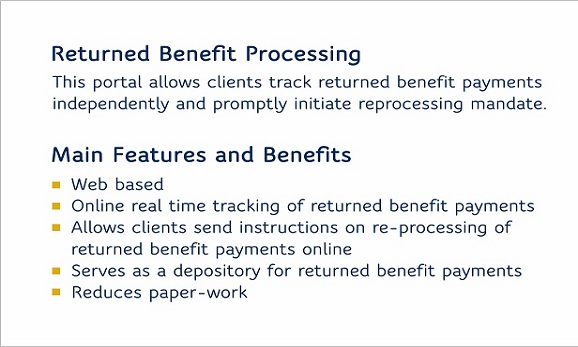 Returned Benefit Processing
This portal allows clients track returned benefit payments
independently and promptly initiate reprocessing mandate.
Main Features and Benefits
Web based
Online real time tracking of returned benefit payments
Allows clients send instructions on re-processing of
returned benefit payments online
Serves as a depository for returned benefit payments
Reduces paper-work